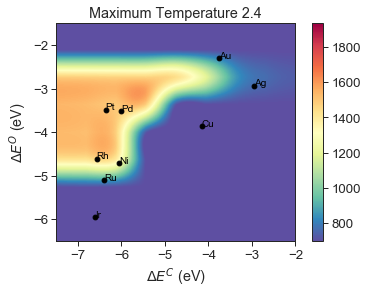 Maximum Temperature 2.4
ΔE^O (eV)
−2
−3
−4
−5
−6
Au
Ag
Pt
Pd
Cu
Rh
Ni
Ru
Ir
−7
−6
−5
−4
−3
−2
ΔE^C (eV)
1800
1600
1400
1200
1000
800